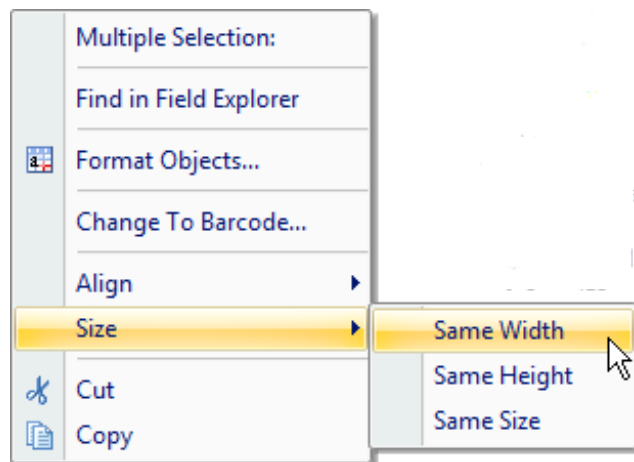 Multiple Selection:
Find in Field Explorer
Format Objects...
Change To Barcode...
Align
Size
Same Width
Same Height
Same Size
Cut
Copy